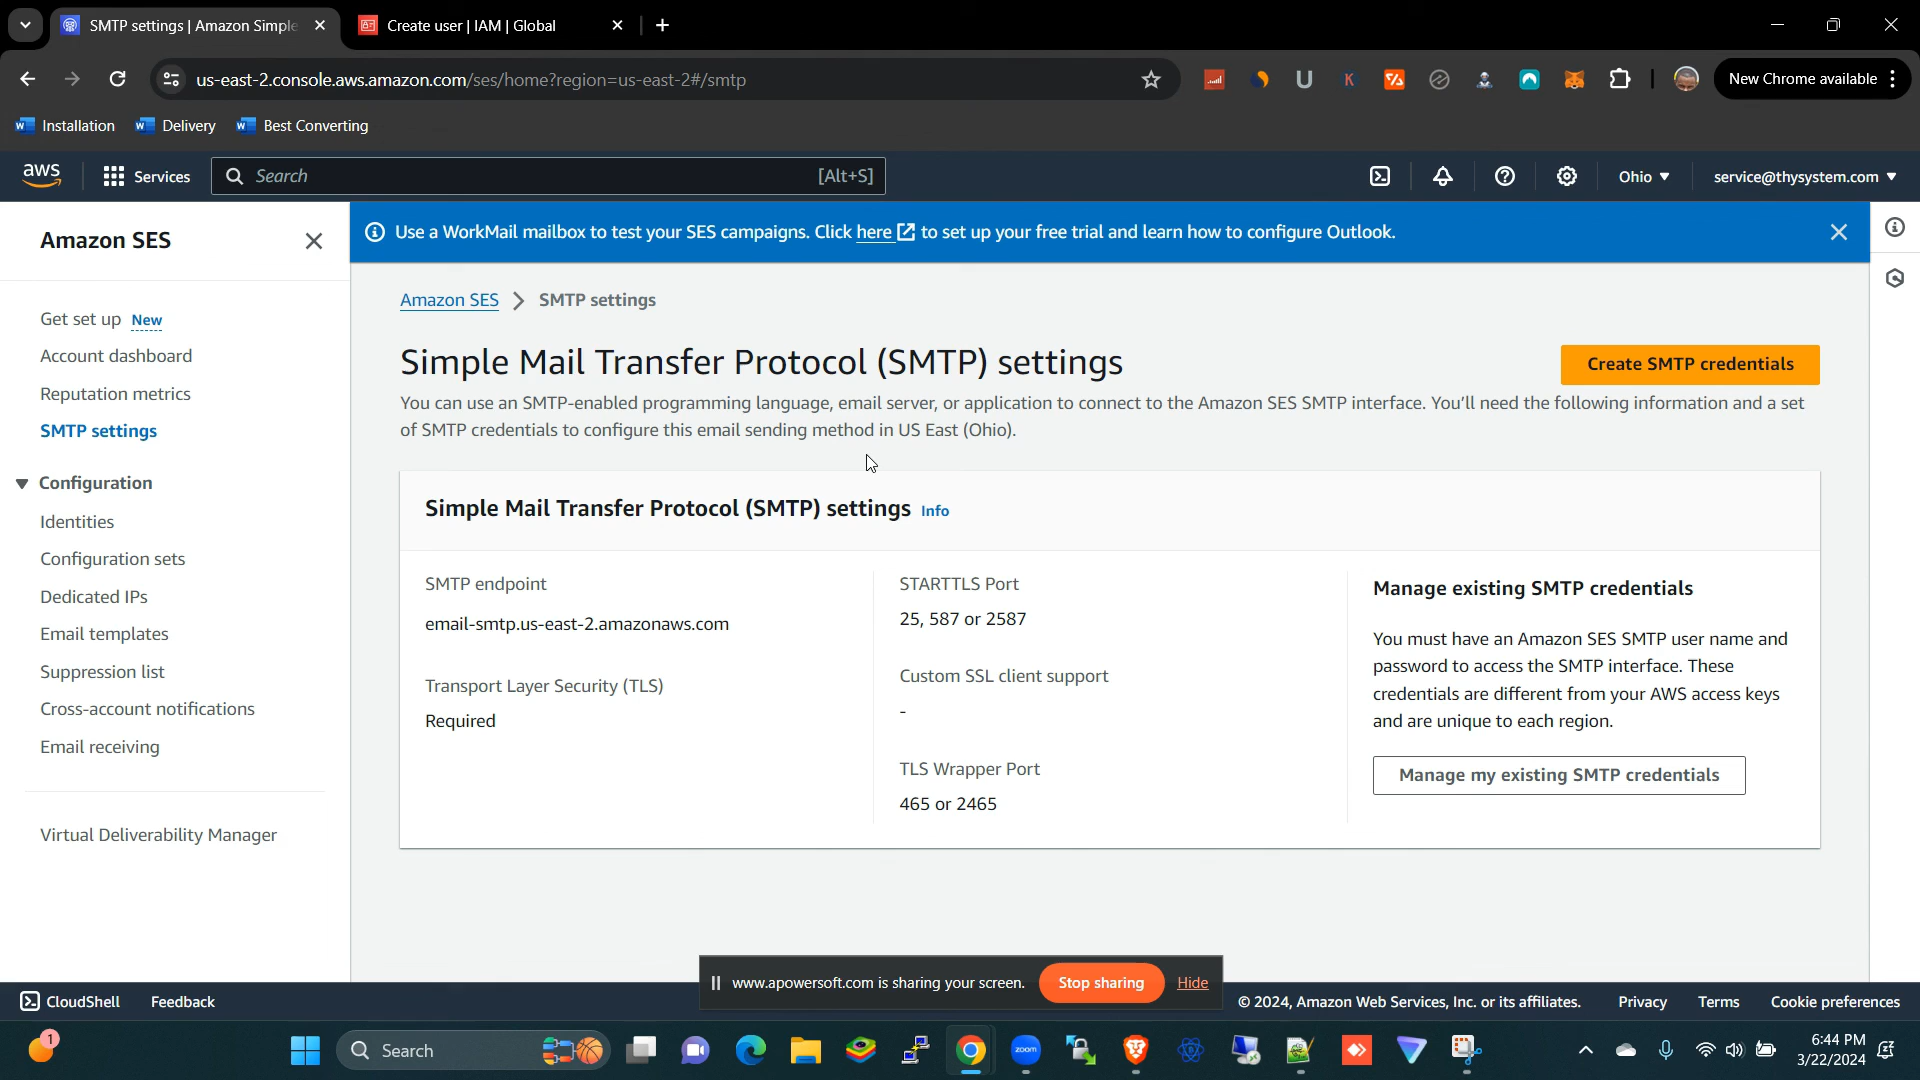 SMTP settings | Amazon Simple
Create user | IAM | Global
us-east-2.console.aws.amazon.com/ses/home?region=us-east-2#/smtp
New Chrome available
Installation
Delivery
Best Converting
aws
Services
Search
[Alt+S]
Ohio
service@thysystem.com
Amazon SES
Get set up New
Account dashboard
Reputation metrics
SMTP settings
Configuration
Identities
Configuration sets
Dedicated IPs
Email templates
Suppression list
Cross-account notifications
Email receiving
Virtual Deliverability Manager
Use a WorkMail mailbox to test your SES campaigns. Click here to set up your free trial and learn how to configure Outlook.
Amazon SES > SMTP settings
Simple Mail Transfer Protocol (SMTP) settings
Create SMTP credentials
You can use an SMTP-enabled programming language, email server, or application to connect to the Amazon SES SMTP interface. You'll need the following information and a set
of SMTP credentials to configure this email sending method in US East (Ohio).
Simple Mail Transfer Protocol (SMTP) settings Info
SMTP endpoint
email-smtp.us-east-2.amazonaws.com
Transport Layer Security (TLS)
Required
STARTTLS Port
25, 587 or 2587
Custom SSL client support
-
TLS Wrapper Port
465 or 2465
Manage existing SMTP credentials
You must have an Amazon SES SMTP user name and
password to access the SMTP interface. These
credentials are different from your AWS access keys
and are unique to each region.
Manage my existing SMTP credentials
www.apowersoft.com is sharing your screen.
Stop sharing
Hide
CloudShell
Feedback
© 2024, Amazon Web Services, Inc. or its affiliates.
Privacy
Terms
Cookie preferences
1
Search
zoom
6:44 PM
3/22/2024